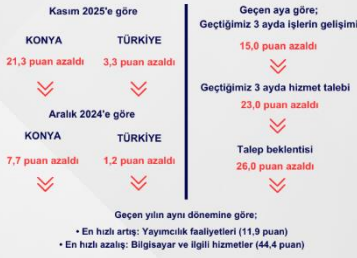 Kasım 2025'e göre
KONYA TÜRKİYE
21,3 puan azaldı 3,3 puan azaldı
Aralık 2024'e göre
KONYA TÜRKİYE
7,7 puan azaldı 1,2 puan azaldı
Geçen aya göre;
Geçtiğimiz 3 ayda işlerin gelişimi
15,0 puan azaldı
Geçtiğimiz 3 ayda hizmet talebi
23,0 puan azaldı
Talep beklentisi
26,0 puan azaldı
Geçen yılın aynı dönemine göre;
• En hızlı artış: Yayımcılık faaliyetleri (11,9 puan)
• En hızlı azalış: Bilgisayar ve ilgili hizmetler (44,4 puan)